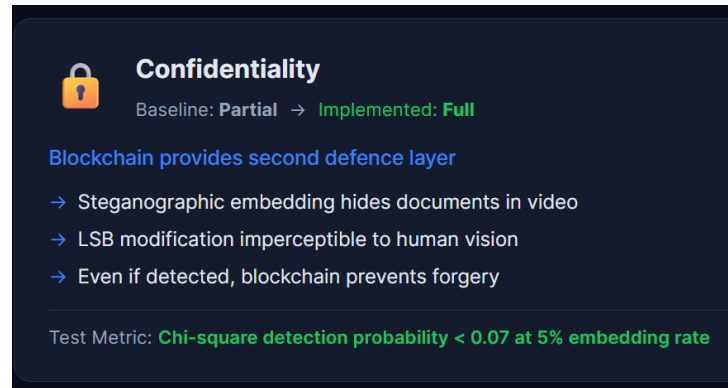 Confidentiality
Baseline: Partial → Implemented: Full
Blockchain provides second defence layer
→ Steganographic embedding hides documents in video
→ LSB modification imperceptible to human vision
→ Even if detected, blockchain prevents forgery
Test Metric: Chi-square detection probability < 0.07 at 5% embedding rate